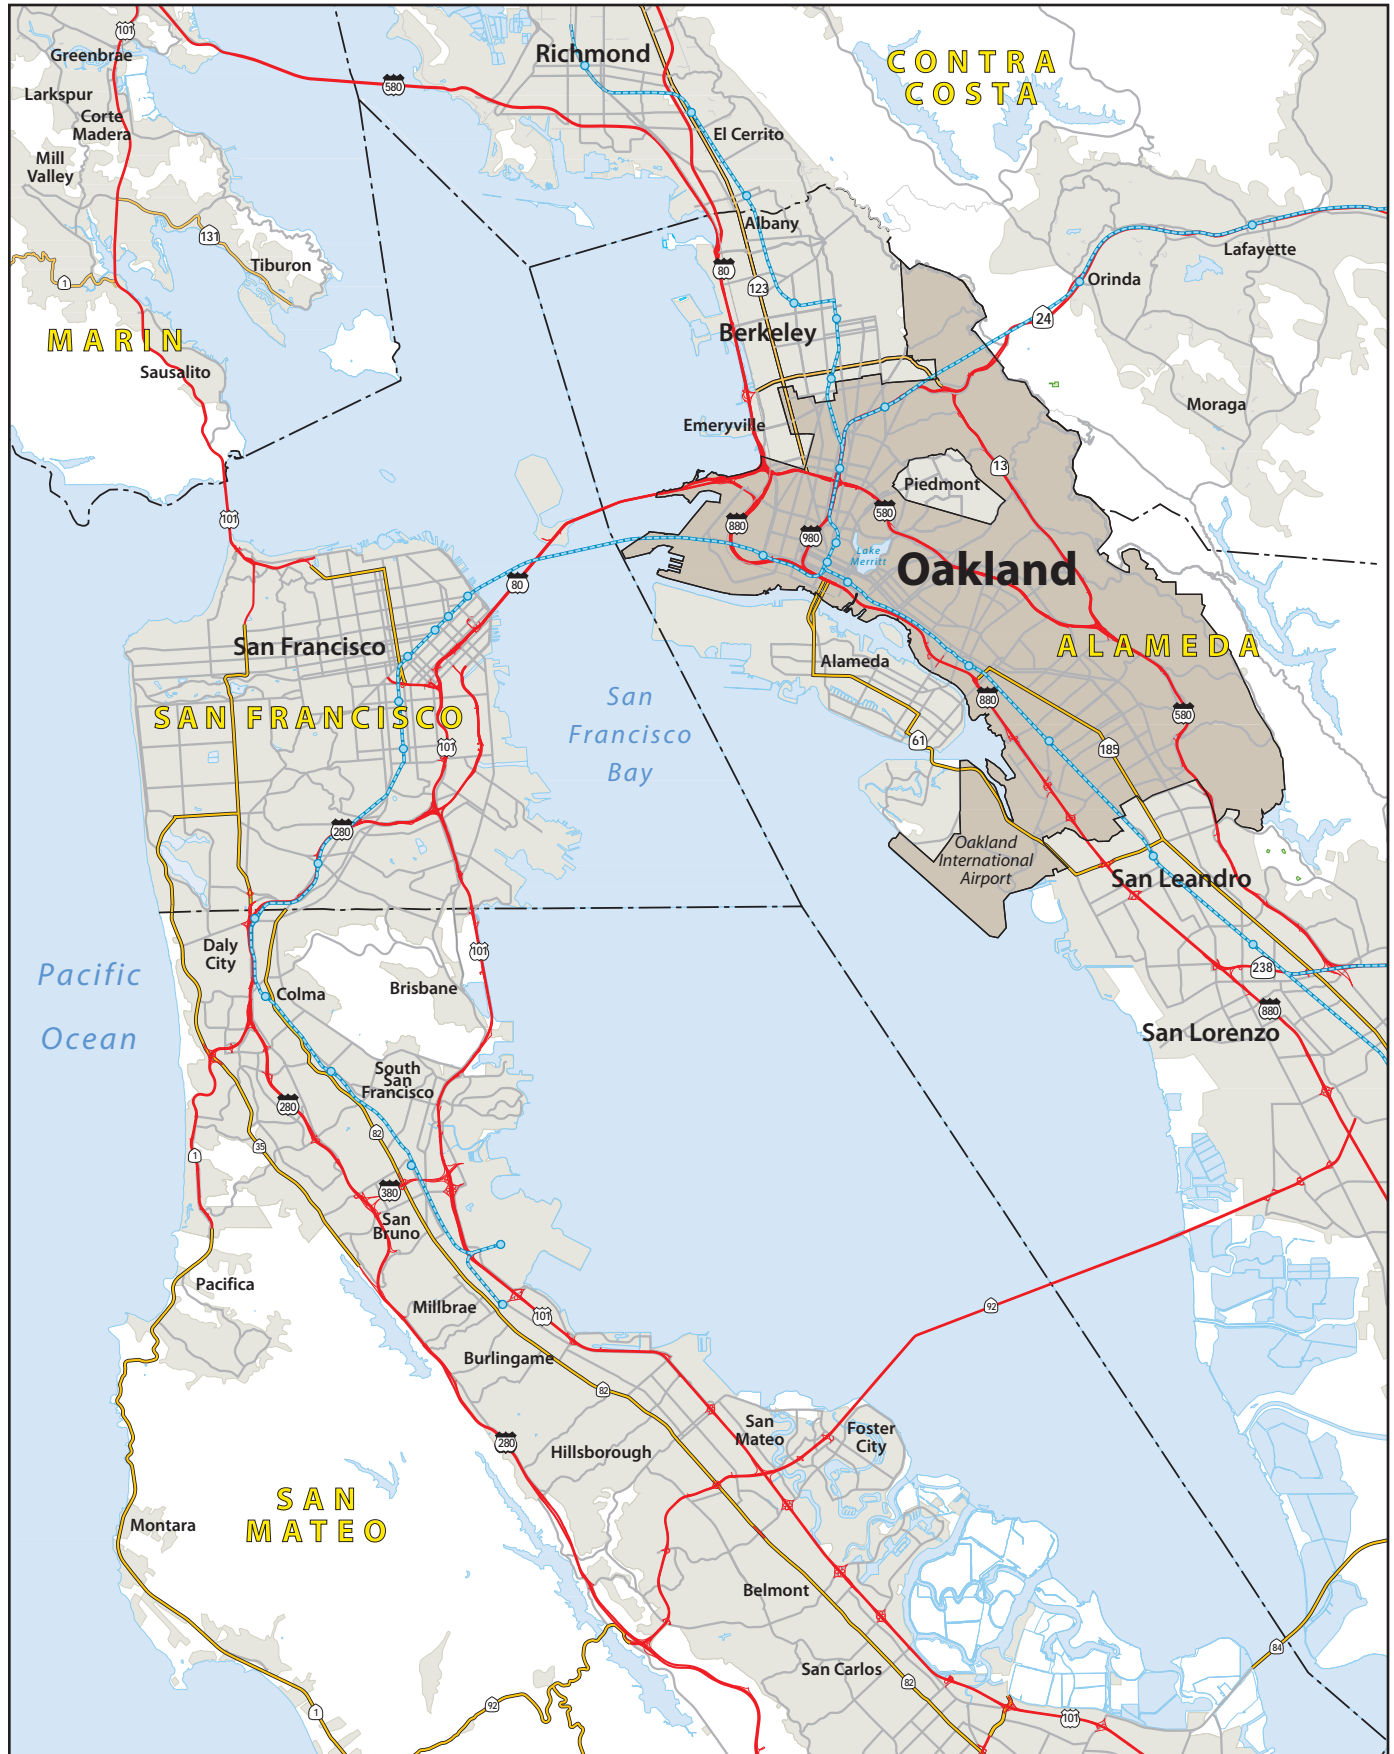 101
Greenbrae
Richmond
CONTRA
COSTA
580
Larkspur
Corte
Madera
El Cerrito
Mill
Valley
131
Tiburon
Albany
Lafayette
1
80
123
Orinda
24
MARIN
Berkeley
Sausalito
Moraga
Emeryville
13
Piedmont
101
880
980
580
Lake
Merritt
Oakland
80
San Francisco
ALAMEDA
Alameda
San
Francisco
Bay
880
580
SAN FRANCISCO
101
61
185
280
Oakland
International
Airport
San Leandro
Daly
City
101
238
Pacific
Ocean
Colma
Brisbane
880
San Lorenzo
South
San
Francisco
280
82
35
1
380
San
Bruno
Pacifica
Millbrae
101
92
Burlingame
82
San
Mateo
Foster
City
280
Hillsborough
SAN
MATEO
Montara
Belmont
84
San Carlos
82
92
1
101